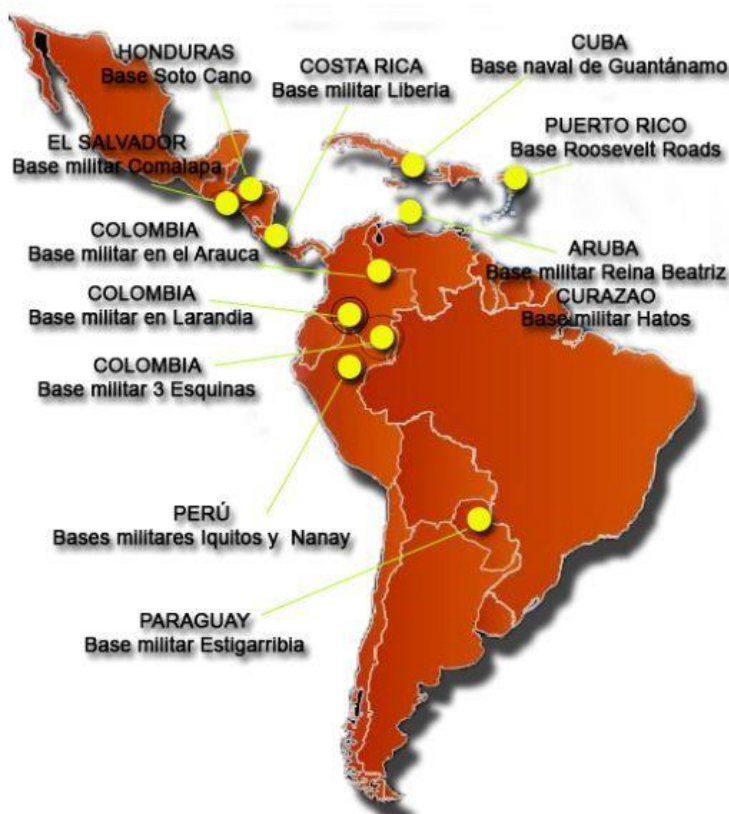 HONDURAS
Base Soto Cano
COSTA RICA
Base militar Liberia
CUBA
Base naval de Guantánamo
EL SALVADOR
Base militar Comalapa
PUERTO RICO
Base Roosevelt Roads
COLOMBIA
Base militar en el Arauca
ARUBA
Base militar Reina Beatriz
CURAZAO
Base militar Hatos
COLOMBIA
Base militar en Larandia
COLOMBIA
Base militar 3 Esquinas
PERÚ
Bases militares Iquitos y Nanay
PARAGUAY
Base militar Estigarribia